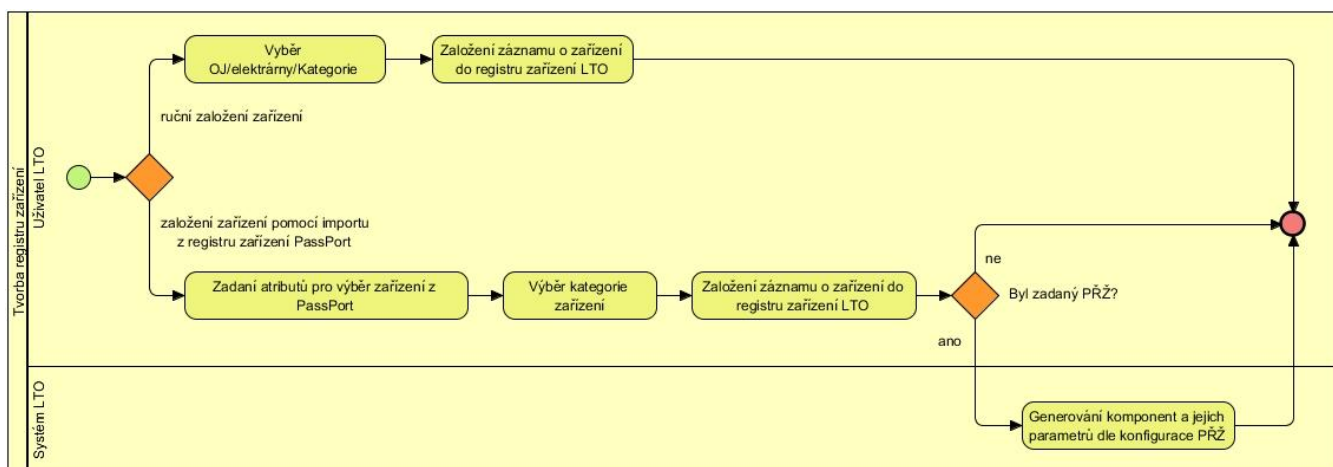 Tvorba registru zařízení
Uživatel LTO
Vyběr
OJ/elektrárny/Kategorie
Založení záznamu o zařízení
do registru zařízení LTO
ruční založení zařízení
založení zařízení pomocí importu
z registru zařízení PassPort
Zadaní atributů pro výběr zařízení z
PassPort
Výběr kategorie
zařízení
Založení záznamu o zařízení do
registru zařízení LTO
ne
Byl zadaný PŘŽ?
ano
Systém LTO
Generování komponent a jejich
parametrů dle konfigurace PŘŽ